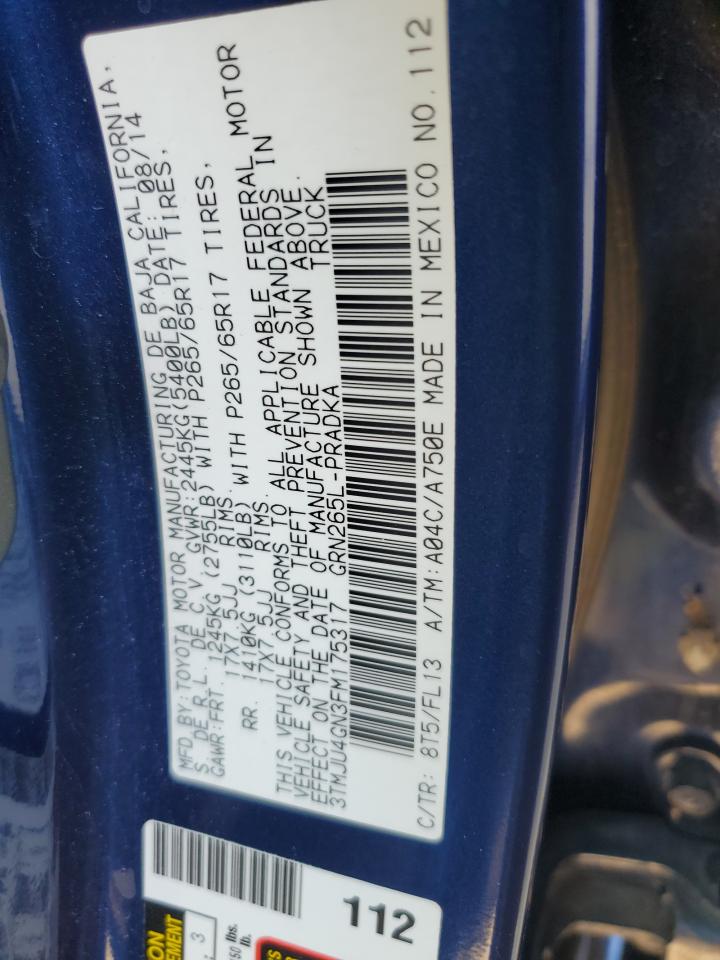 MFD BY: TOYOTA MOTOR MANUFACTURING DE BAJA CALIFORNIA,
S. DE R.L. DE C.V. GVWR: 2445KG(5400LB) DATE: 08/14
GAWR: FRT. 1245KG (2755LB) WITH P265/65R17 TIRES,
17X7.5JJ RIMS.
RR. 1410KG (3110LB) WITH P265/65R17 TIRES,
17X7.5JJ RIMS.
THIS VEHICLE CONFORMS TO ALL APPLICABLE FEDERAL MOTOR
VEHICLE SAFETY AND THEFT PREVENTION STANDARDS IN
EFFECT ON THE DATE OF MANUFACTURE SHOWN ABOVE.
3TMJU4GN3FM175317 GRN265L-PRADKA TRUCK
C/TR: 8T5/FL13 A/TM: A04C/A750E MADE IN MEXICO NO. 112
112
3
lbs.
lb.